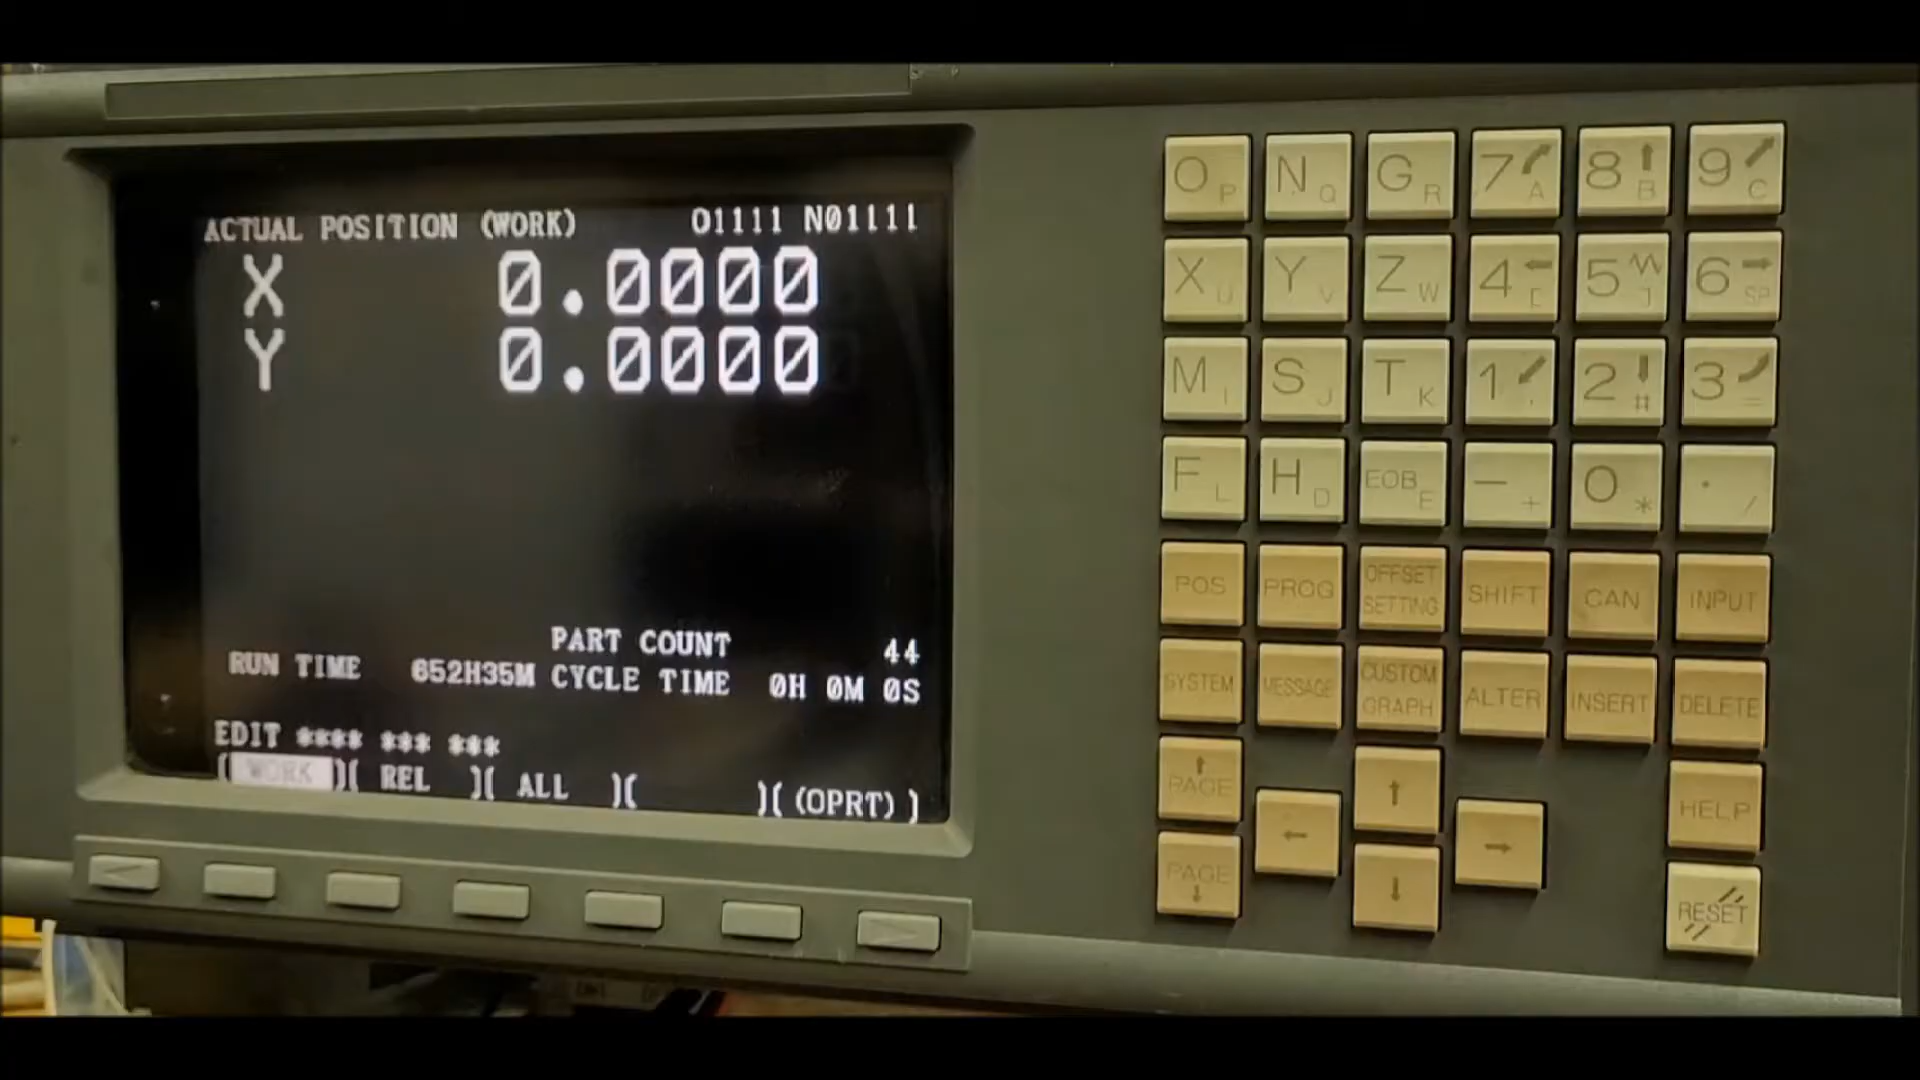 ACTUAL POSITION (WORK) O1111 N01111
X 0.0000
Y 0.0000
PART COUNT 44
RUN TIME 652H35M CYCLE TIME 0H 0M 0S
EDIT **** *** ***
[ WORK ][ REL ][ ALL ][ ][ (OPRT) ]
O P N Q G R 7 A 8 B 9 C
X U Y V Z W 4 [ 5 ] 6 SP
M I S J T K 1 , 2 # 3 =
F L H D EOB E - + 0 * . /
POS PROG OFFSET SETTING SHIFT CAN INPUT
SYSTEM MESSAGE CUSTOM GRAPH ALTER INSERT DELETE
↑ PAGE ↑ HELP
← →
PAGE ↓ ↓ RESET